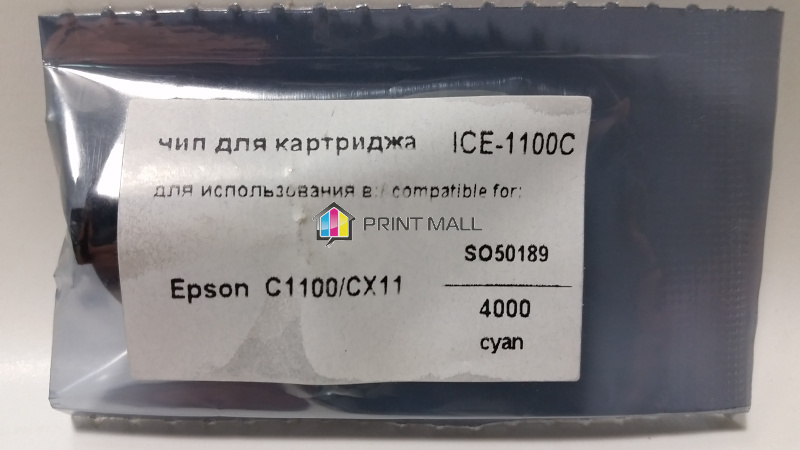 чип для картриджа ICE-1100C
для использования в:/ compatible for:
PRINT MALL
SO50189
Epson C1100/CX11
4000
cyan